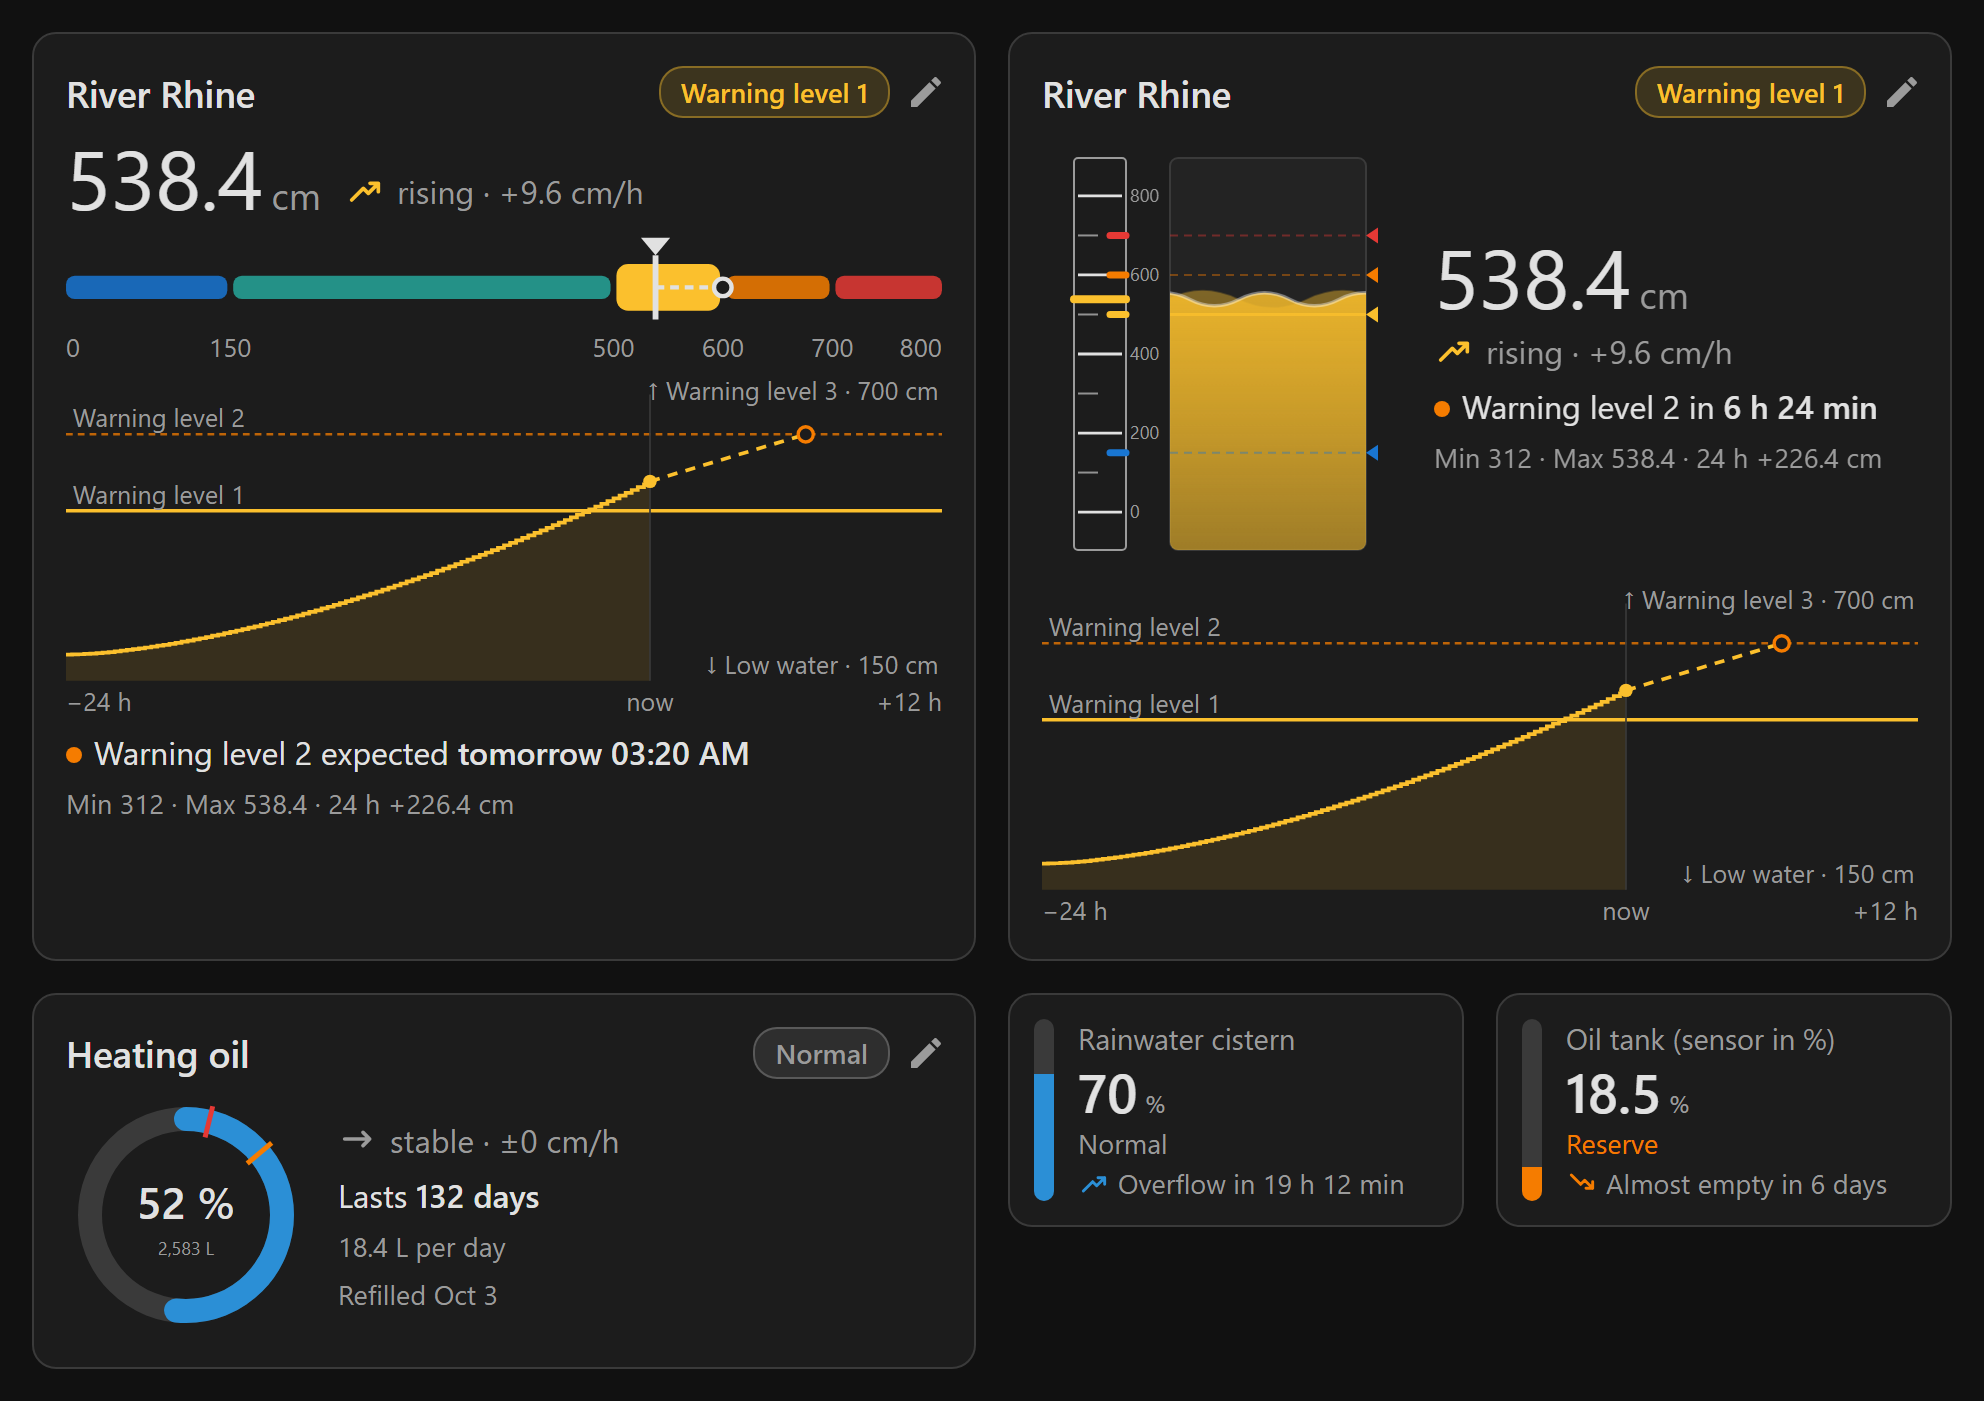 River Rhine
Warning level 1
538.4 cm
rising · +9.6 cm/h
0 150 500 600 700 800
↑ Warning level 3 · 700 cm
Warning level 2
Warning level 1
↓ Low water · 150 cm
−24 h now +12 h
Warning level 2 expected tomorrow 03:20 AM
Min 312 · Max 538.4 · 24 h +226.4 cm
River Rhine
Warning level 1
800
600
400
200
0
538.4 cm
rising · +9.6 cm/h
Warning level 2 in 6 h 24 min
Min 312 · Max 538.4 · 24 h +226.4 cm
↑ Warning level 3 · 700 cm
Warning level 2
Warning level 1
↓ Low water · 150 cm
−24 h now +12 h
Heating oil
Normal
52 %
2,583 L
→ stable · ±0 cm/h
Lasts 132 days
18.4 L per day
Refilled Oct 3
Rainwater cistern
70 %
Normal
Overflow in 19 h 12 min
Oil tank (sensor in %)
18.5 %
Reserve
Almost empty in 6 days